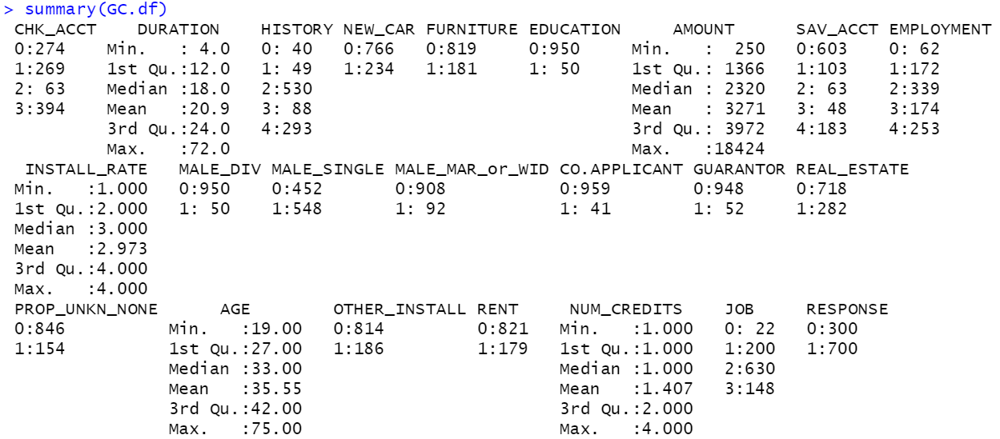 > summary(GC.df)
CHK_ACCT DURATION HISTORY NEW_CAR FURNITURE EDUCATION AMOUNT SAV_ACCT EMPLOYMENT
0:274 Min. : 4.0 0: 40 0:766 0:819 0:950 Min. : 250 0:603 0: 62
1:269 1st Qu.:12.0 1: 49 1:234 1:181 1: 50 1st Qu.: 1366 1:103 1:172
2: 63 Median :18.0 2:530 Median : 2320 2: 63 2:339
3:394 Mean :20.9 3: 88 Mean : 3271 3: 48 3:174
3rd Qu.:24.0 4:293 3rd Qu.: 3972 4:183 4:253
Max. :72.0 Max. :18424
INSTALL_RATE MALE_DIV MALE_SINGLE MALE_MAR_or_WID CO.APPLICANT GUARANTOR REAL_ESTATE
Min. :1.000 0:950 0:452 0:908 0:959 0:948 0:718
1st Qu.:2.000 1: 50 1:548 1: 92 1: 41 1: 52 1:282
Median :3.000
Mean :2.973
3rd Qu.:4.000
Max. :4.000
PROP_UNKN_NONE AGE OTHER_INSTALL RENT NUM_CREDITS JOB RESPONSE
0:846 Min. :19.00 0:814 0:821 Min. :1.000 0: 22 0:300
1:154 1st Qu.:27.00 1:186 1:179 1st Qu.:1.000 1:200 1:700
Median :33.00 Median :1.000 2:630
Mean :35.55 Mean :1.407 3:148
3rd Qu.:42.00 3rd Qu.:2.000
Max. :75.00 Max. :4.000